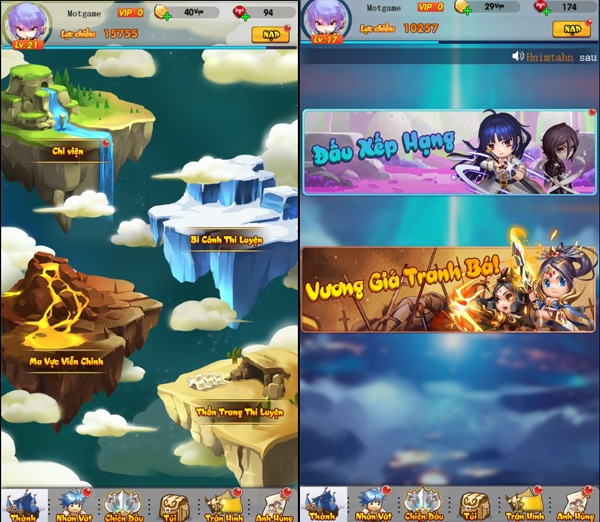 Motgame VIP 0 40Vạn 94
Lv.21 Lực chiến: 15755 NẠP
Chi viện
Bí Cảnh Thí Luyện
Ma Vực Viễn Chinh
Thần Trang Thí Luyện
Thành Nhân Vật Chiến Đấu Túi Trận Hình Anh Hùng
Motgame VIP 0 29Vạn 174
Lv.17 Lực chiến: 10257 NẠP
Hnimtahn sau
Đấu Xếp Hạng
Vương Giả Tranh Bá!
Thành Nhân Vật Chiến Đấu Túi Trận Hình Anh Hùng